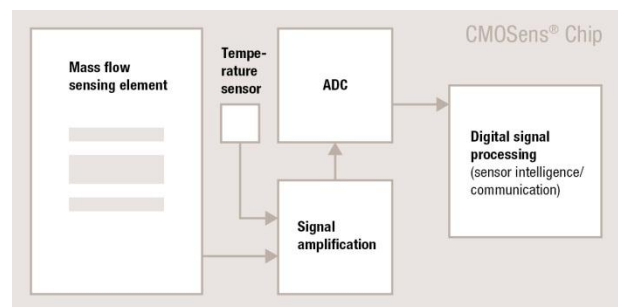 CMOSens® Chip
Mass flow
sensing element
Tempe-
rature
sensor
ADC
Digital signal
processing
(sensor intelligence/
communication)
Signal
amplification